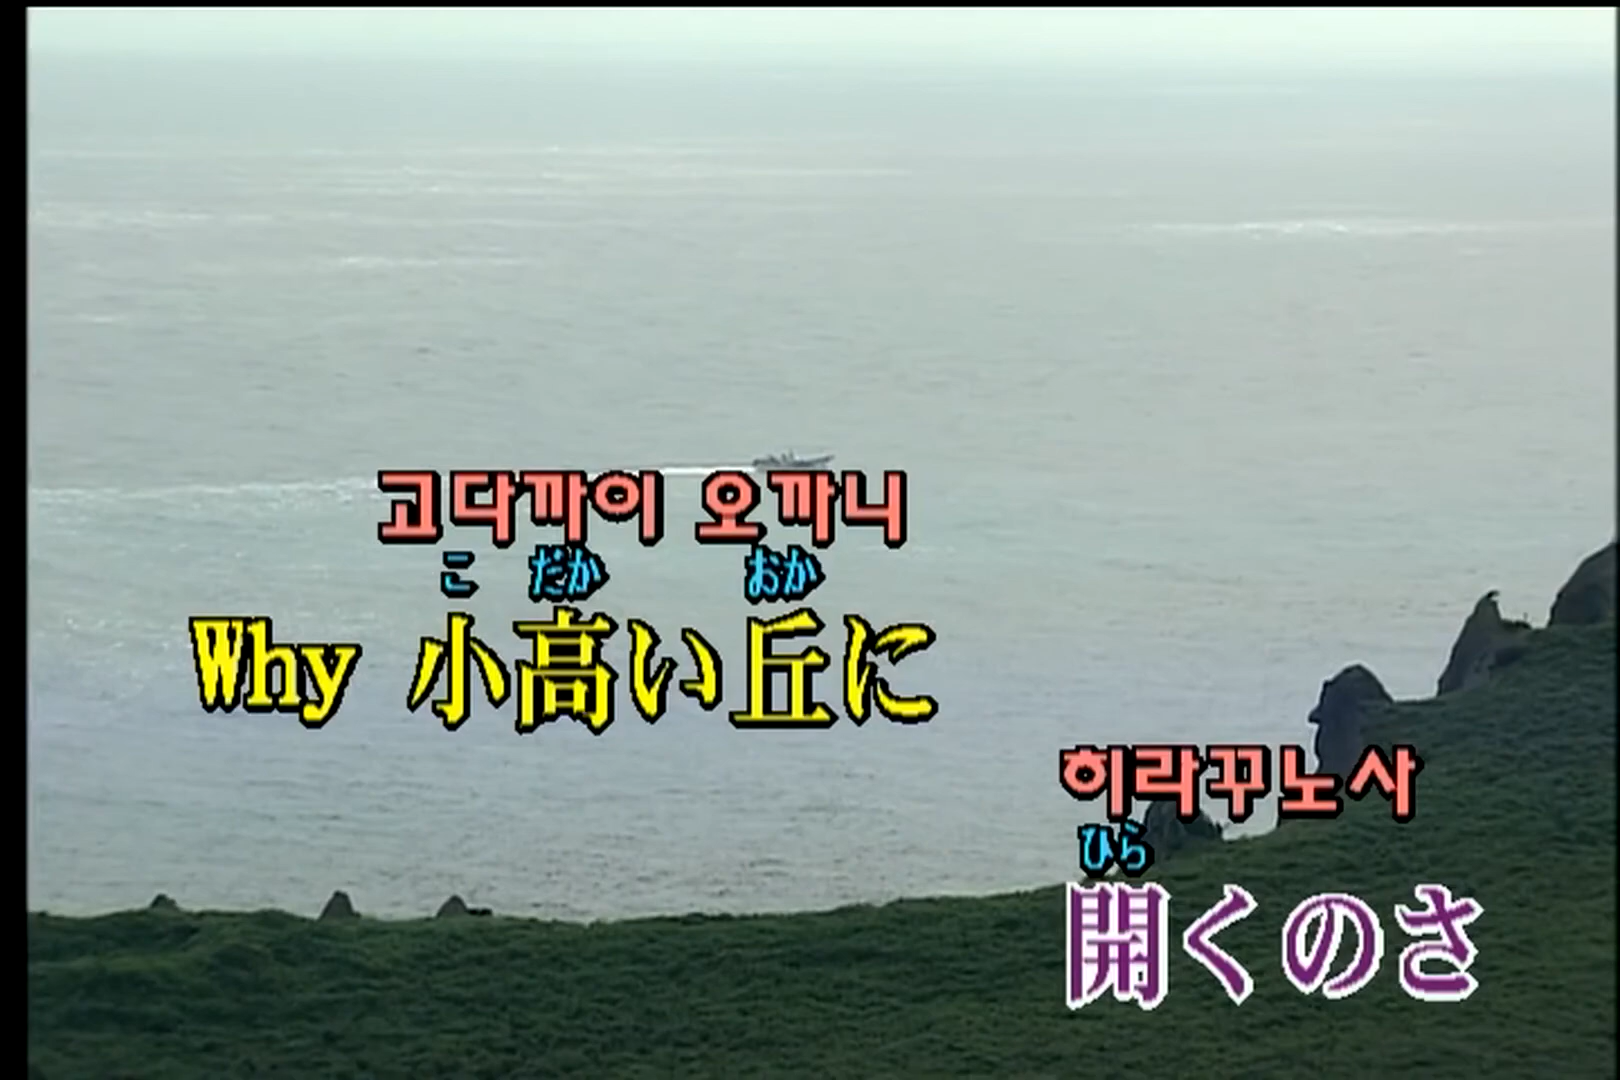 고다까이 오까니
こ だか おか
Why 小高い丘に
히라꾸노사
ひら
開くのさ